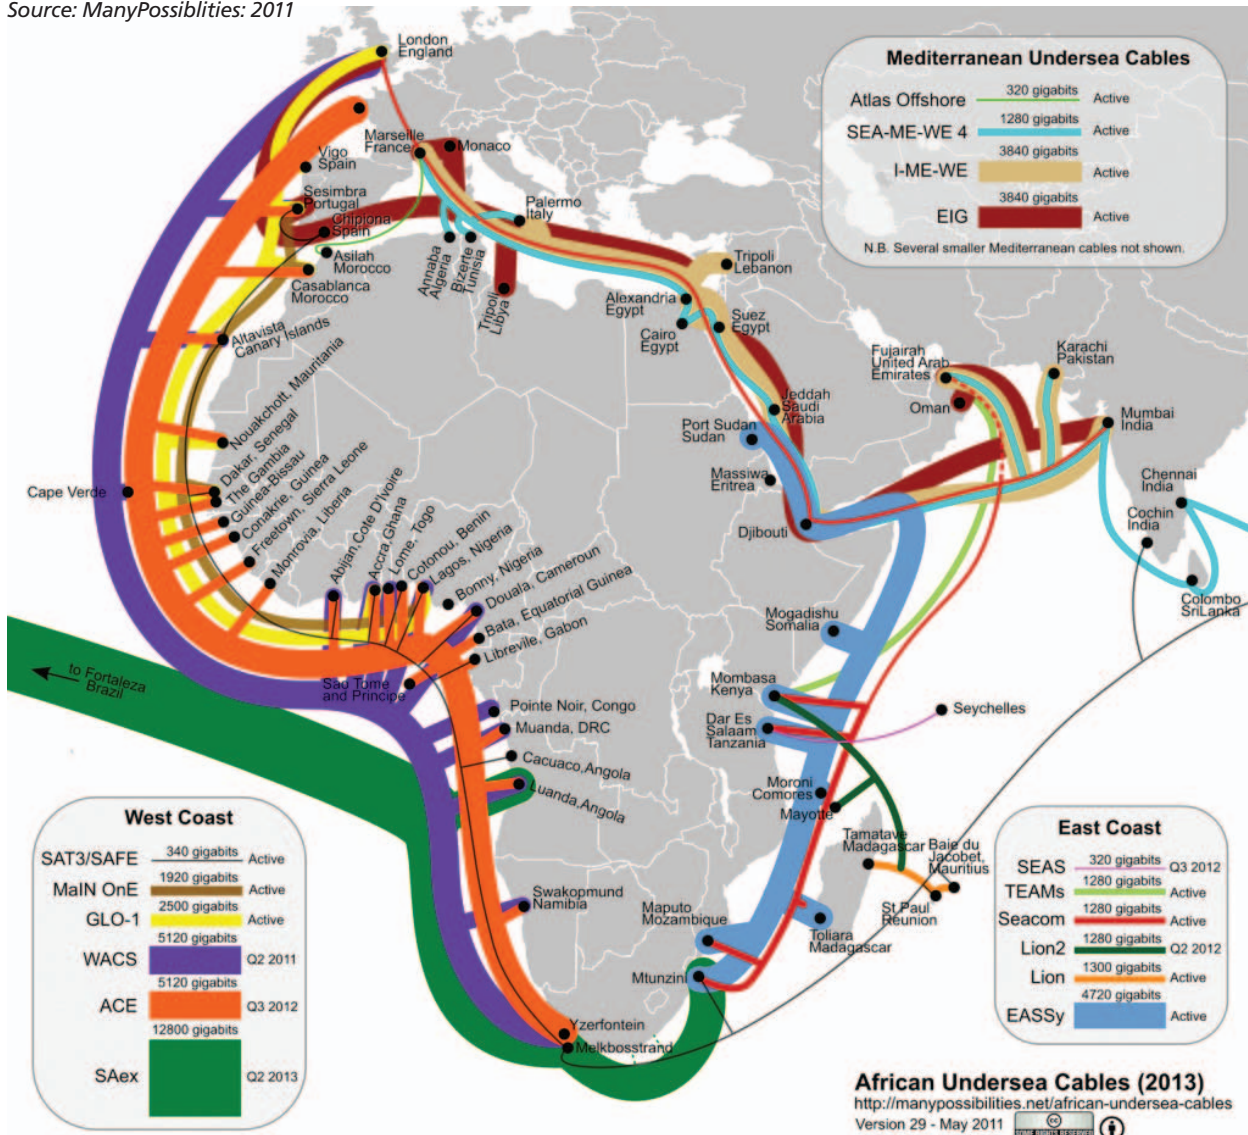 Source: ManyPossiblities: 2011
London
England
Mediterranean Undersea Cables
320 gigabits
Atlas Offshore
Active
1280 gigabits
SEA-ME-WE 4
Active
3840 gigabits
I-ME-WE
Active
3840 gigabits
EIG
Active
N.B. Several smaller Mediterranean cables not shown.
Marseille
France
Monaco
Vigo
Spain
Sesimbra
Portugal
Chipiona
Spain
Palermo
Italy
Asilah
Morocco
Casablanca
Morocco
Annaba
Algeria
Bizerte
Tunisia
Tripoli
Libya
Tripoli
Lebanon
Alexandria
Egypt
Cairo
Egypt
Suez
Egypt
Altavista
Canary Islands
Fujairah
United Arab
Emirates
Karachi
Pakistan
Oman
Mumbai
India
Jeddah
Saudi
Arabia
Port Sudan
Sudan
Massiwa
Eritrea
Djibouti
Chennai
India
Cochin
India
Colombo
SriLanka
Nouakchott, Mauritania
Dakar, Senegal
The Gambia
Guinea-Bissau
Conakrie, Guinea
Freetown, Sierra Leone
Monrovia, Liberia
Cape Verde
Abijan,Cote D'Ivoire
Accra,Ghana
Lome, Togo
Cotonou, Benin
Lagos, Nigeria
Bonny, Nigeria
Douala, Cameroun
Bata, Equatorial Guinea
Libreville, Gabon
Sao Tome
and Principe
to Fortaleza
Brazil
Mogadishu
Somalia
Mombasa
Kenya
Dar Es
Salaam
Tanzania
Seychelles
Pointe Noir, Congo
Muanda, DRC
Cacuaco,Angola
Luanda,Angola
Moroni
Comores
Mayotte
Tamatave
Madagascar
Baie du
Jacobet,
Mauritius
St Paul
Reunion
Swakopmund
Namibia
Maputo
Mozambique
Toliara
Madagascar
Mtunzini
Yzerfontein
Melkbosstrand
West Coast
340 gigabits
SAT3/SAFE
Active
1920 gigabits
MaIN OnE
Active
2500 gigabits
GLO-1
Active
5120 gigabits
WACS
Q2 2011
5120 gigabits
ACE
Q3 2012
12800 gigabits
SAex
Q2 2013
East Coast
320 gigabits
SEAS
Q3 2012
1280 gigabits
TEAMs
Active
1280 gigabits
Seacom
Active
1280 gigabits
Lion2
Q2 2012
1300 gigabits
Lion
Active
4720 gigabits
EASSy
Active
African Undersea Cables (2013)
http://manypossibilities.net/african-undersea-cables
Version 29 - May 2011
cc